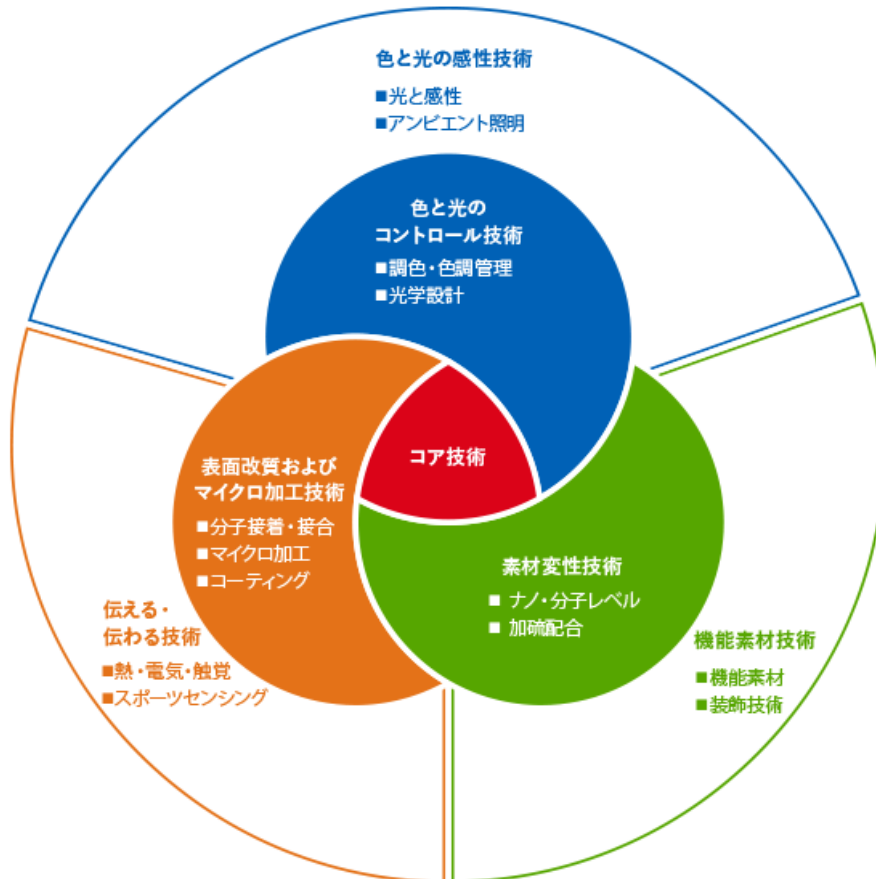 色と光の感性技術
■光と感性
■アンビエント照明
色と光の
コントロール技術
■調色・色調管理
■光学設計
コア技術
表面改質および
マイクロ加工技術
■分子接着・接合
■マイクロ加工
■コーティング
素材変性技術
■ ナノ・分子レベル
■ 加硫配合
伝える・
伝わる技術
■熱・電気・触覚
■スポーツセンシング
機能素材技術
■機能素材
■装飾技術